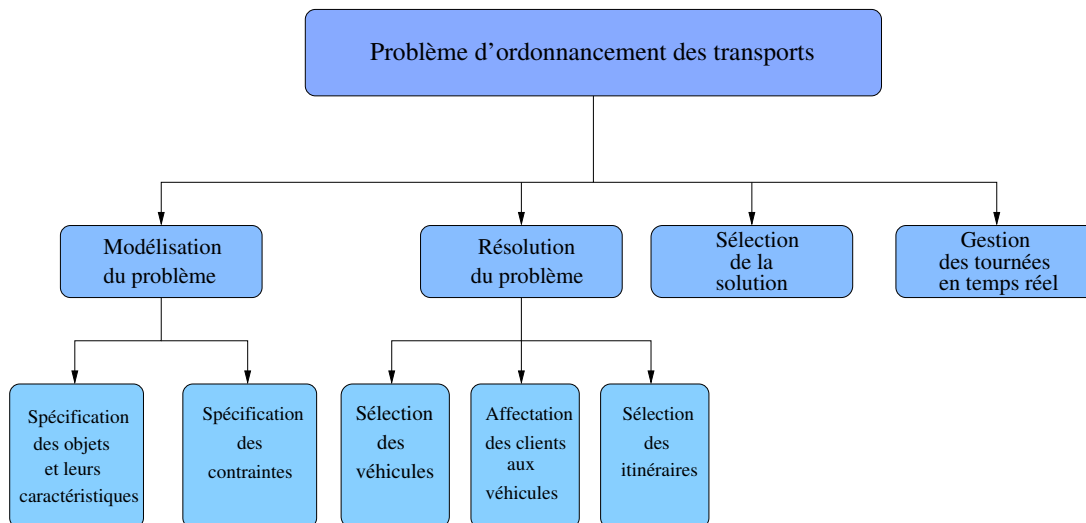 Problème d’ordonnancement des transports
Modélisation
du problème
Résolution
du problème
Sélection
de la
solution
Gestion
des tournées
en temps réel
Spécification
des objets
et leurs
caractéristiques
Spécification
des
contraintes
Sélection
des
véhicules
Affectation
des clients
aux
véhicules
Sélection
des
itinéraires